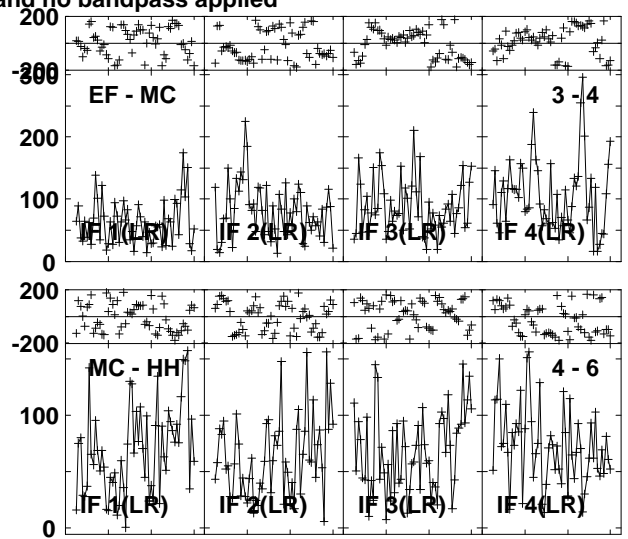 and no bandpass applied
200
-200
300
EF - MC
3 - 4
200
100
IF 1(LR)
IF 2(LR)
IF 3(LR)
IF 4(LR)
0
200
-200
MC - HH
4 - 6
100
IF 1(LR)
IF 2(LR)
IF 3(LR)
IF 4(LR)
0